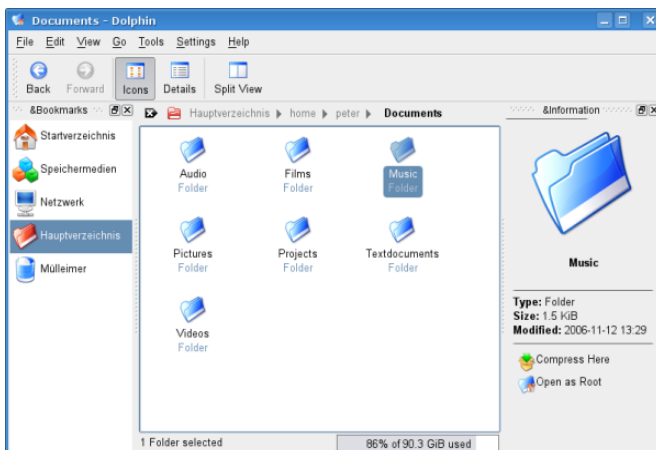 Documents - Dolphin
File Edit View Go Tools Settings Help
Back Forward Icons Details Split View
&Bookmarks
Hauptverzeichnis home peter Documents
&Information
Startverzeichnis
Speichermedien
Netzwerk
Hauptverzeichnis
Mülleimer
Audio Films Music
Folder Folder Folder
Pictures Projects Textdocuments
Folder Folder Folder
Videos
Folder
Music
Type: Folder
Size: 1.5 KiB
Modified: 2006-11-12 13:29
Compress Here
Open as Root
1 Folder selected
86% of 90.3 GiB used